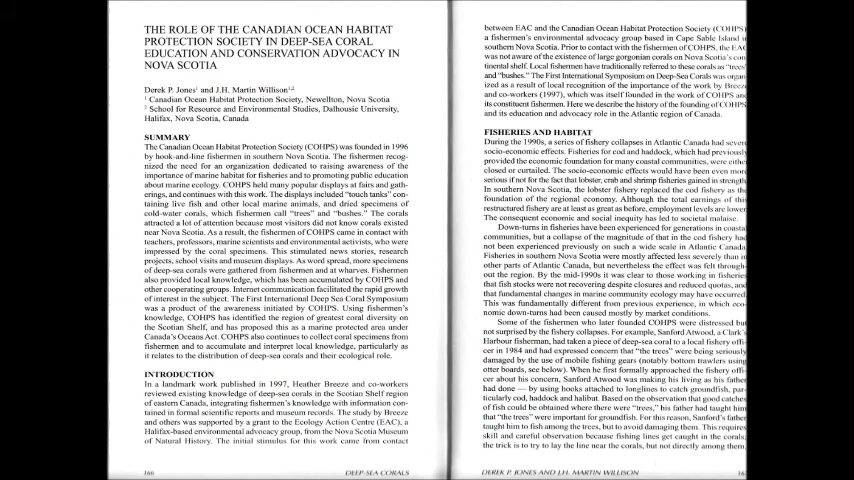 THE ROLE OF THE CANADIAN OCEAN HABITAT
PROTECTION SOCIETY IN DEEP-SEA CORAL
EDUCATION AND CONSERVATION ADVOCACY IN
NOVA SCOTIA
Derek P. Jones¹ and J.H. Martin Willison¹,²
¹ Canadian Ocean Habitat Protection Society, Newellton, Nova Scotia
² School for Resource and Environmental Studies, Dalhousie University,
Halifax, Nova Scotia, Canada
SUMMARY
The Canadian Ocean Habitat Protection Society (COHPS) was founded in 1996
by hook-and-line fishermen in southern Nova Scotia. The fishermen recog-
nized the need for an organization dedicated to raising awareness of the
importance of marine habitat for fisheries and to promoting public education
about marine ecology. COHPS held many popular displays at fairs and gath-
erings, and continues with this work. The displays included “touch tanks” con-
taining live fish and other local marine animals, and dried specimens of
cold-water corals, which fishermen call “trees” and “bushes.” The corals
attracted a lot of attention because most visitors did not know corals existed
near Nova Scotia. As a result, the fishermen of COHPS came in contact with
teachers, professors, marine scientists and environmental activists, who were
impressed by the coral specimens. This stimulated news stories, research
projects, school visits and museum displays. As word spread, more specimens
of deep-sea corals were gathered from fishermen and at wharves. Fishermen
also provided local knowledge, which has been accumulated by COHPS and
other cooperating groups. Internet communication facilitated the rapid growth
of interest in the subject. The First International Deep Sea Coral Symposium
was a product of the awareness initiated by COHPS. Using fishermen's
knowledge, COHPS has identified the region of greatest coral diversity on
the Scotian Shelf, and has proposed this as a marine protected area under
Canada's Oceans Act. COHPS also continues to collect coral specimens from
fishermen and to accumulate and interpret local knowledge, particularly as
it relates to the distribution of deep-sea corals and their ecological role.
INTRODUCTION
In a landmark work published in 1997, Heather Breeze and co-workers
reviewed existing knowledge of deep-sea corals in the Scotian Shelf region
of eastern Canada, integrating fishermen's knowledge with information con-
tained in formal scientific reports and museum records. The study by Breeze
and others was supported by a grant to the Ecology Action Centre (EAC), a
Halifax-based environmental advocacy group, from the Nova Scotia Museum
of Natural History. The initial stimulus for this work came from contact
166 DEEP-SEA CORALS
between EAC and the Canadian Ocean Habitat Protection Society (COHPS)
a fishermen's environmental advocacy group based in Cape Sable Island in
southern Nova Scotia. Prior to contact with the fishermen of COHPS, the EAC
was not aware of the existence of large gorgonian corals on Nova Scotia's con-
tinental shelf. Local fishermen have traditionally referred to these corals as “trees”
and “bushes.” The First International Symposium on Deep-Sea Corals was organ-
ized as a result of local recognition of the importance of the work by Breeze
and co-workers (1997), which was itself founded in the work of COHPS and
its constituent fishermen. Here we describe the history of the founding of COHPS
and its education and advocacy role in the Atlantic region of Canada.
FISHERIES AND HABITAT
During the 1990s, a series of fishery collapses in Atlantic Canada had severe
socio-economic effects. Fisheries for cod and haddock, which had previously
provided the economic foundation for many coastal communities, were either
closed or curtailed. The socio-economic effects would have been even more
serious if not for the fact that lobster, crab and shrimp fisheries gained in strength
In southern Nova Scotia, the lobster fishery replaced the cod fishery as the
foundation of the regional economy. Although the total earnings of this
restructured fishery are at least as great as before, employment levels are lower
The consequent economic and social inequity has led to societal malaise.
Down-turns in fisheries have been experienced for generations in coastal
communities, but a collapse of the magnitude of that in the cod fishery had
not been experienced previously on such a wide scale in Atlantic Canada
Fisheries in southern Nova Scotia were mostly affected less severely than in
other parts of Atlantic Canada, but nevertheless the effect was felt through-
out the region. By the mid-1990s it was clear to those working in fisheries
that fish stocks were not recovering despite closures and reduced quotas, and
that fundamental changes in marine community ecology may have occurred.
This was fundamentally different from previous experience, in which eco-
nomic down-turns had been caused mostly by market conditions.
Some of the fishermen who later founded COHPS were distressed but
not surprised by the fishery collapses. For example, Sanford Atwood, a Clark's
Harbour fisherman, had taken a piece of deep-sea coral to a local fishery offi-
cer in 1984 and had expressed concern that “the trees” were being seriously
damaged by the use of mobile fishing gears (notably bottom trawlers using
otter boards, see below). When he first formally approached the fishery offi-
cer about his concern, Sanford Atwood was making his living as his father
had done — by using hooks attached to longlines to catch groundfish, par-
ticularly cod, haddock and halibut. Based on the observation that good catches
of fish could be obtained where there were “trees,” his father had taught him
that “the trees” were important for groundfish. For this reason, Sanford's father
taught him to fish among the trees, but to avoid damaging them. This requires
skill and careful observation because fishing lines get caught in the corals;
the trick is to try to lay the line near the corals, but not directly among them.
DEREK P. JONES AND J.H. MARTIN WILLISON